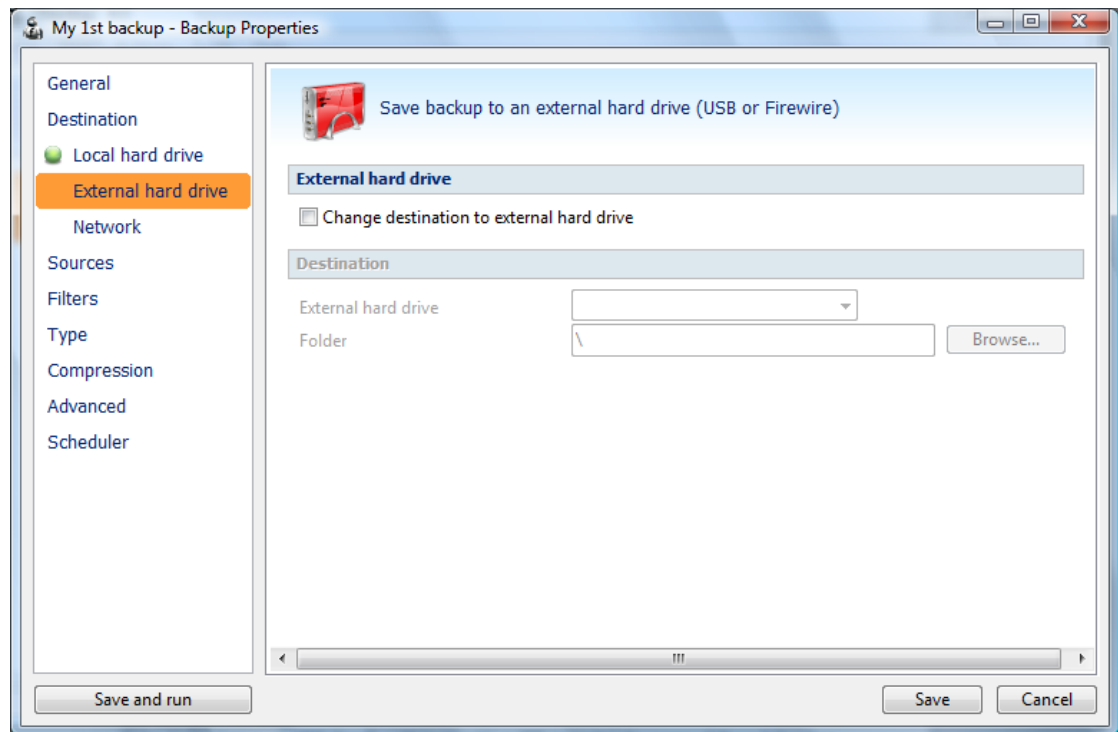 My 1st backup - Backup Properties
General
Destination
Local hard drive
External hard drive
Network
Sources
Filters
Type
Compression
Advanced
Scheduler
Save backup to an external hard drive (USB or Firewire)
External hard drive
Change destination to external hard drive
Destination
External hard drive
Folder \ Browse...
Save and run Save Cancel